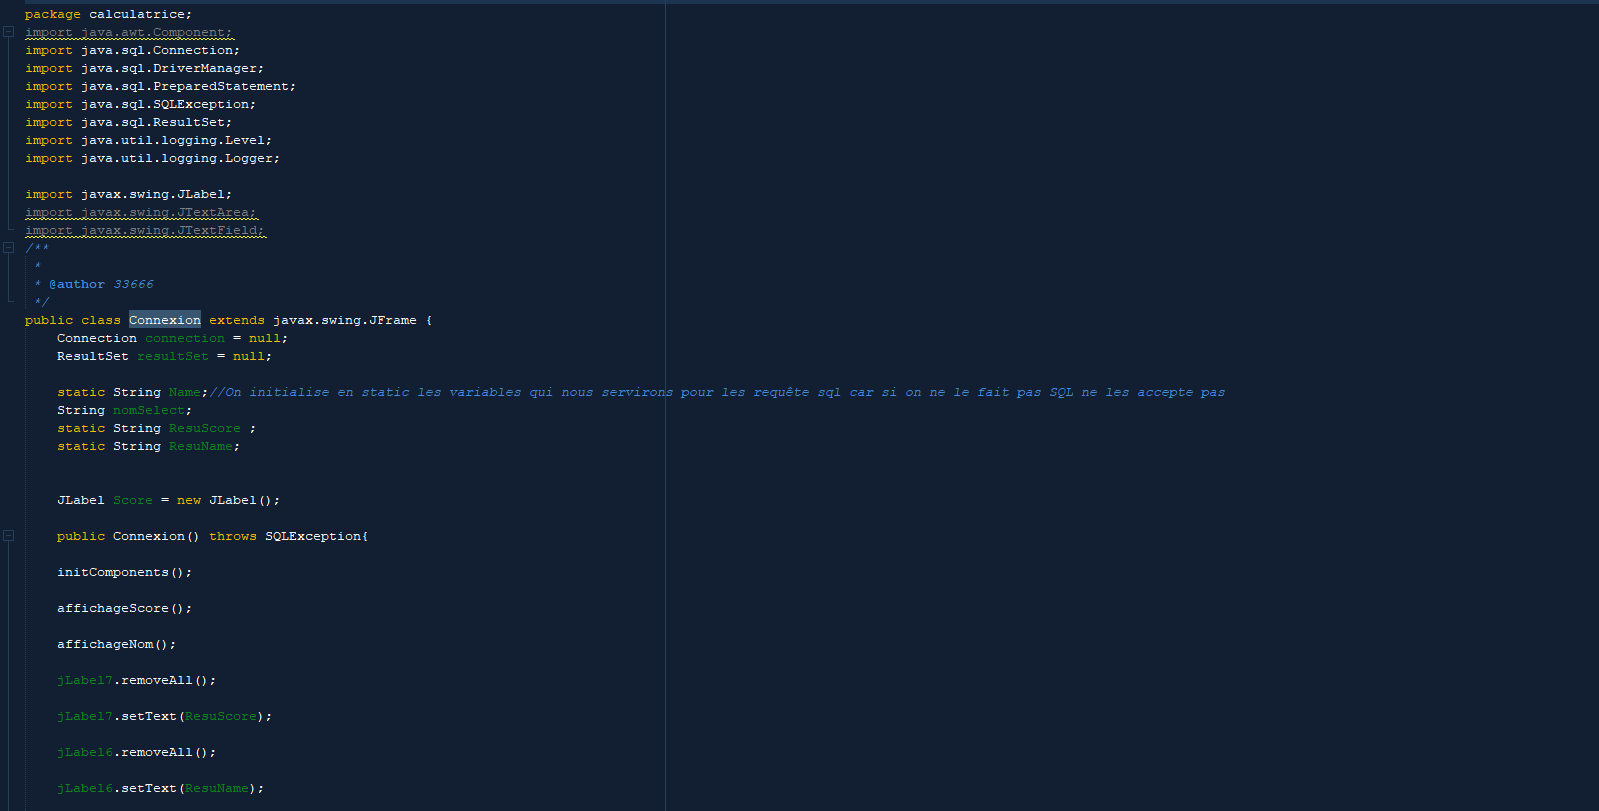 package calculatrice;
import java.awt.Component;
import java.sql.Connection;
import java.sql.DriverManager;
import java.sql.PreparedStatement;
import java.sql.SQLException;
import java.sql.ResultSet;
import java.util.logging.Level;
import java.util.logging.Logger;
import javax.swing.JLabel;
import javax.swing.JTextArea;
import javax.swing.JTextField;
/**
 *
 * @author 33666
 */
public class Connexion extends javax.swing.JFrame {
    Connection connection = null;
    ResultSet resultSet = null;
    static String Name;//On initialise en static les variables qui nous servirons pour les requête sql car si on ne le fait pas SQL ne les accepte pas
    String nomSelect;
    static String ResuScore ;
    static String ResuName;
    JLabel Score = new JLabel();
    public Connexion() throws SQLException{
    initComponents();
    affichageScore();
    affichageNom();
    jLabel7.removeAll();
    jLabel7.setText(ResuScore);
    jLabel6.removeAll();
    jLabel6.setText(ResuName);